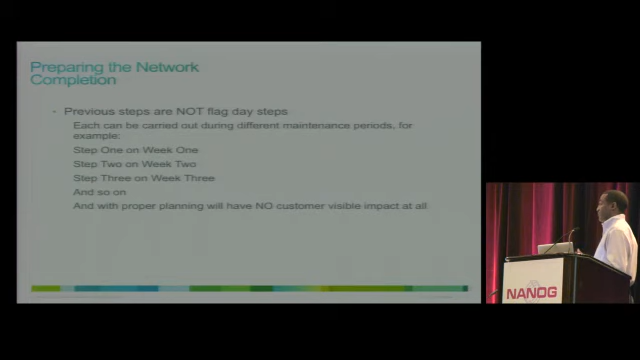 Preparing the Network
Completion
- Previous steps are NOT flag day steps
Each can be carried out during different maintenance periods, for
example:
Step One on Week One
Step Two on Week Two
Step Three on Week Three
And so on
And with proper planning will have NO customer visible impact at all
NANOG